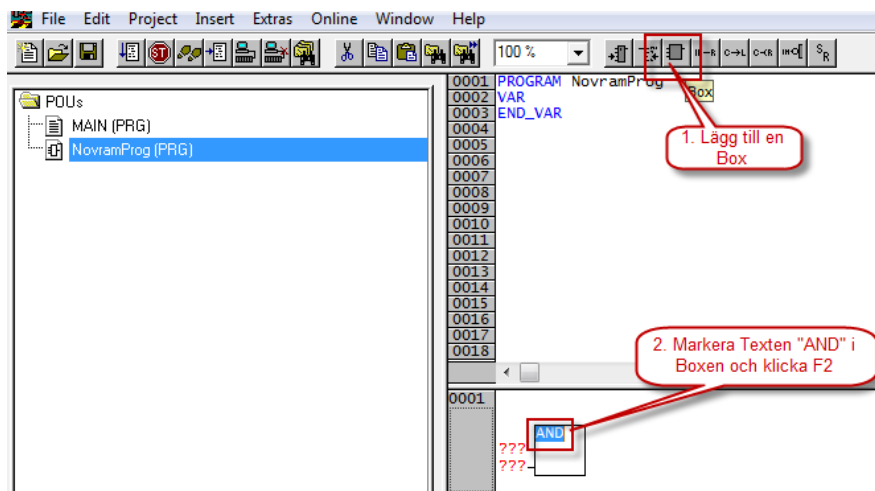 File Edit Project Insert Extras Online Window Help
ST
100 %
S
R
POUs
MAIN (PRG)
NovramProg (PRG)
0001 PROGRAM NovramProg
0002 VAR
0003 END_VAR
0004
0005
0006
0007
0008
0009
0010
0011
0012
0013
0014
0015
0016
0017
0018
Box
1. Lägg till en
Box
2. Markera Texten "AND" i
Boxen och klicka F2
0001
AND
???
???